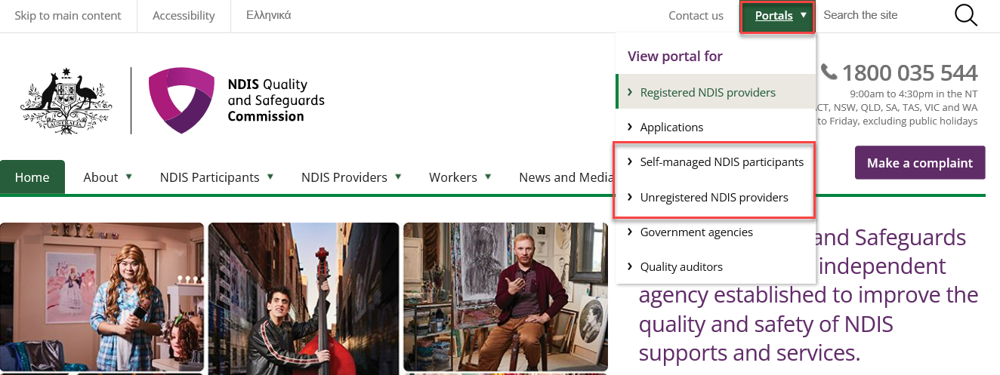 Skip to main content
Accessibility
Ελληνικά
Contact us
Portals
Search the site
View portal for
Registered NDIS providers
Applications
Self-managed NDIS participants
Unregistered NDIS providers
Government agencies
Quality auditors
AUSTRALIA
NDIS Quality
and Safeguards
Commission
1800 035 544
9:00am to 4:30pm in the NT
ACT, NSW, QLD, SA, TAS, VIC and WA
to Friday, excluding public holidays
Make a complaint
Home
About
NDIS Participants
NDIS Providers
Workers
News and Media
and Safeguards
independent
agency established to improve the
quality and safety of NDIS
supports and services.